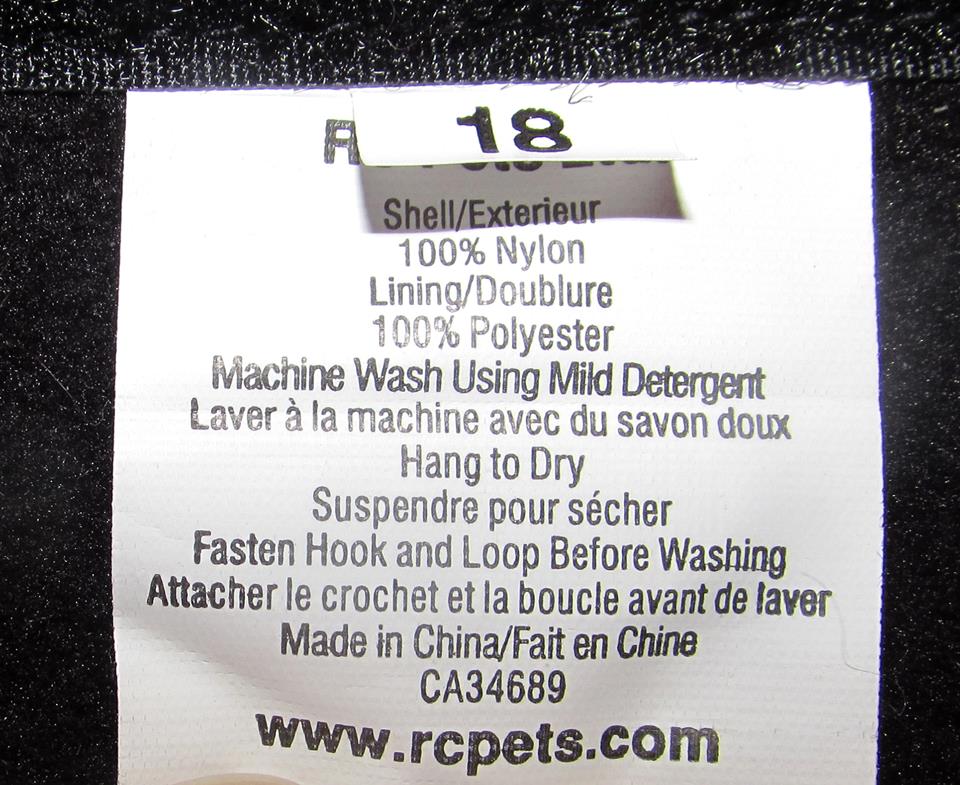 18
Shell/Exterieur
100% Nylon
Lining/Doublure
100% Polyester
Machine Wash Using Mild Detergent
Laver à la machine avec du savon doux
Hang to Dry
Suspendre pour sécher
Fasten Hook and Loop Before Washing
Attacher le crochet et la boucle avant de laver
Made in China/Fait en Chine
CA34689
www.rcpets.com